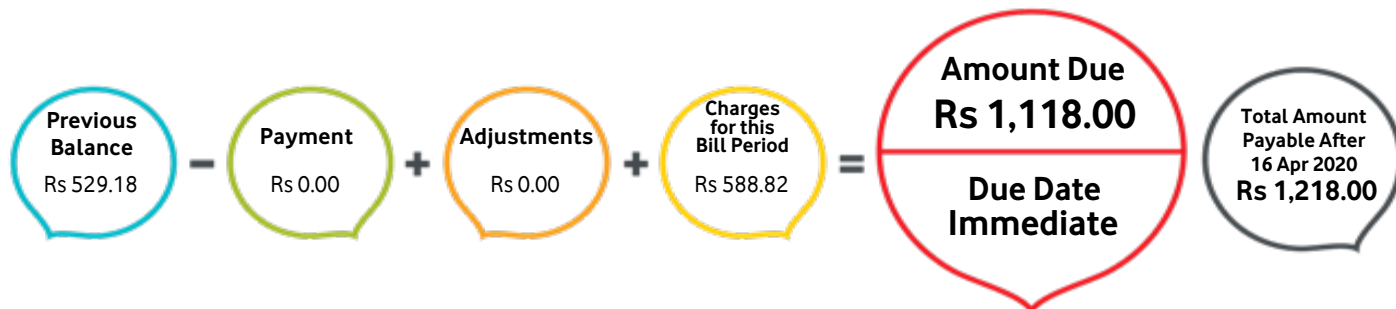 Previous
Balance
Rs 529.18
-
Payment
Rs 0.00
+
Adjustments
Rs 0.00
+
Charges
for this
Bill Period
Rs 588.82
=
Amount Due
Rs 1,118.00
Due Date
Immediate
Total Amount
Payable After
16 Apr 2020
Rs 1,218.00